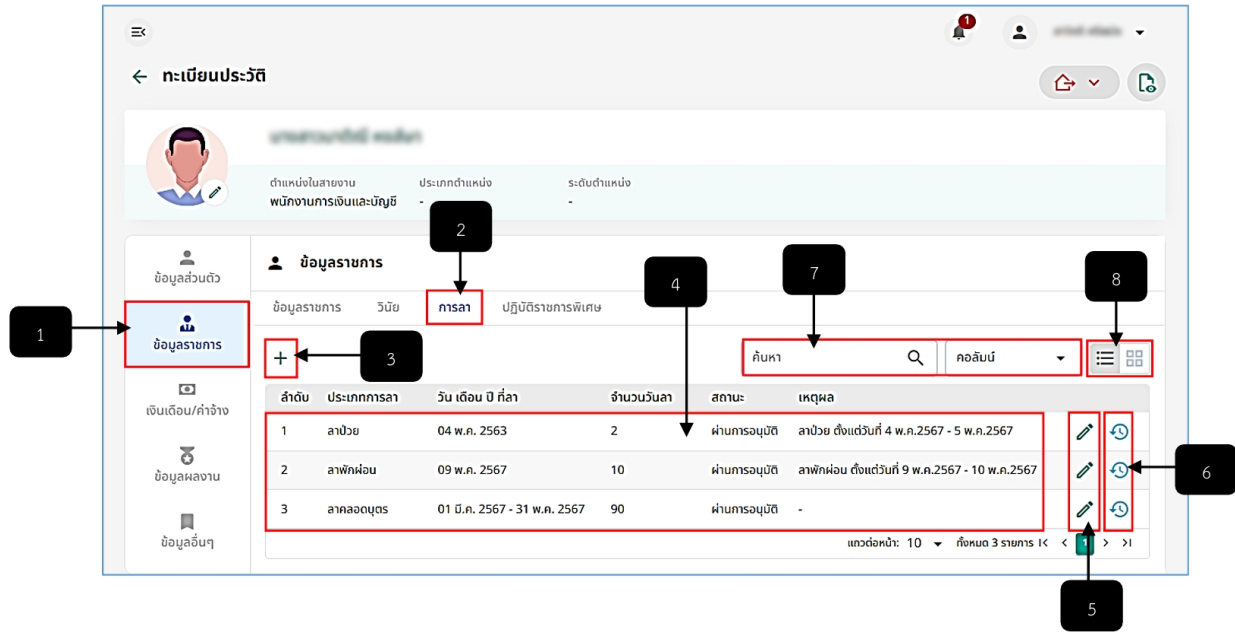 1
ทะเบียนประวัติ
ตำแหน่งในสายงาน ประเภทตำแหน่ง ระดับตำแหน่ง
พนักงานการเงินและบัญชี - -
2
4
7
8
ข้อมูลส่วนตัว
ข้อมูลราชการ
ข้อมูลราชการ วินัย การลา ปฏิบัติราชการพิเศษ
1
ข้อมูลราชการ
3
ค้นหา คอลัมน์
เงินเดือน/ค่าจ้าง
ลำดับ ประเภทการลา วัน เดือน ปี ที่ลา จำนวนวันลา สถานะ เหตุผล
1 ลาป่วย 04 พ.ค. 2563 2 ผ่านการอนุมัติ ลาป่วย ตั้งแต่วันที่ 4 พ.ค.2567 - 5 พ.ค.2567
ข้อมูลผลงาน
2 ลาพักผ่อน 09 พ.ค. 2567 10 ผ่านการอนุมัติ ลาพักผ่อน ตั้งแต่วันที่ 9 พ.ค.2567 - 10 พ.ค.2567
6
3 ลาคลอดบุตร 01 มี.ค. 2567 - 31 พ.ค. 2567 90 ผ่านการอนุมัติ -
ข้อมูลอื่นๆ
แถวต่อหน้า: 10 ทั้งหมด 3 รายการ 1
5